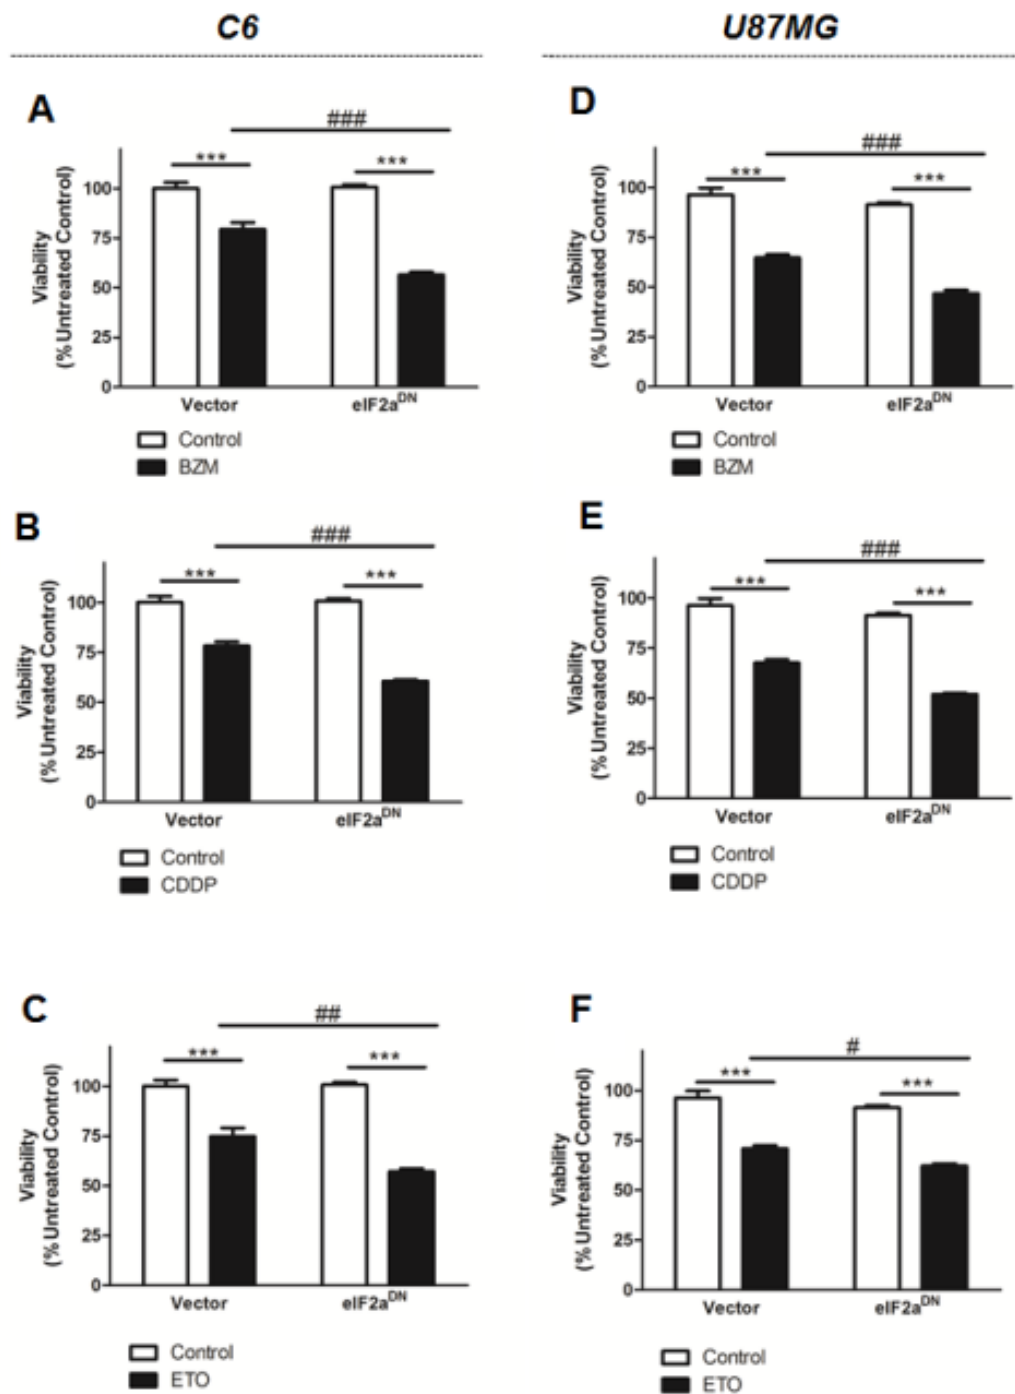 C6
U87MG
A
###
***
***
Viability
(% Untreated Control)
100
75
50
25
0
Vector
eIF2a^DN
Control
BZM
D
###
***
***
Viability
(% Untreated Control)
100
75
50
25
0
Vector
eIF2a^DN
Control
BZM
B
###
***
***
Viability
(% Untreated Control)
100
75
50
25
0
Vector
eIF2a^DN
Control
CDDP
E
###
***
***
Viability
(% Untreated Control)
100
75
50
25
0
Vector
eIF2a^DN
Control
CDDP
C
##
***
***
Viability
(% Untreated Control)
100
75
50
25
0
Vector
eIF2a^DN
Control
ETO
F
#
***
***
Viability
(% Untreated Control)
100
75
50
25
0
Vector
eIF2a^DN
Control
ETO